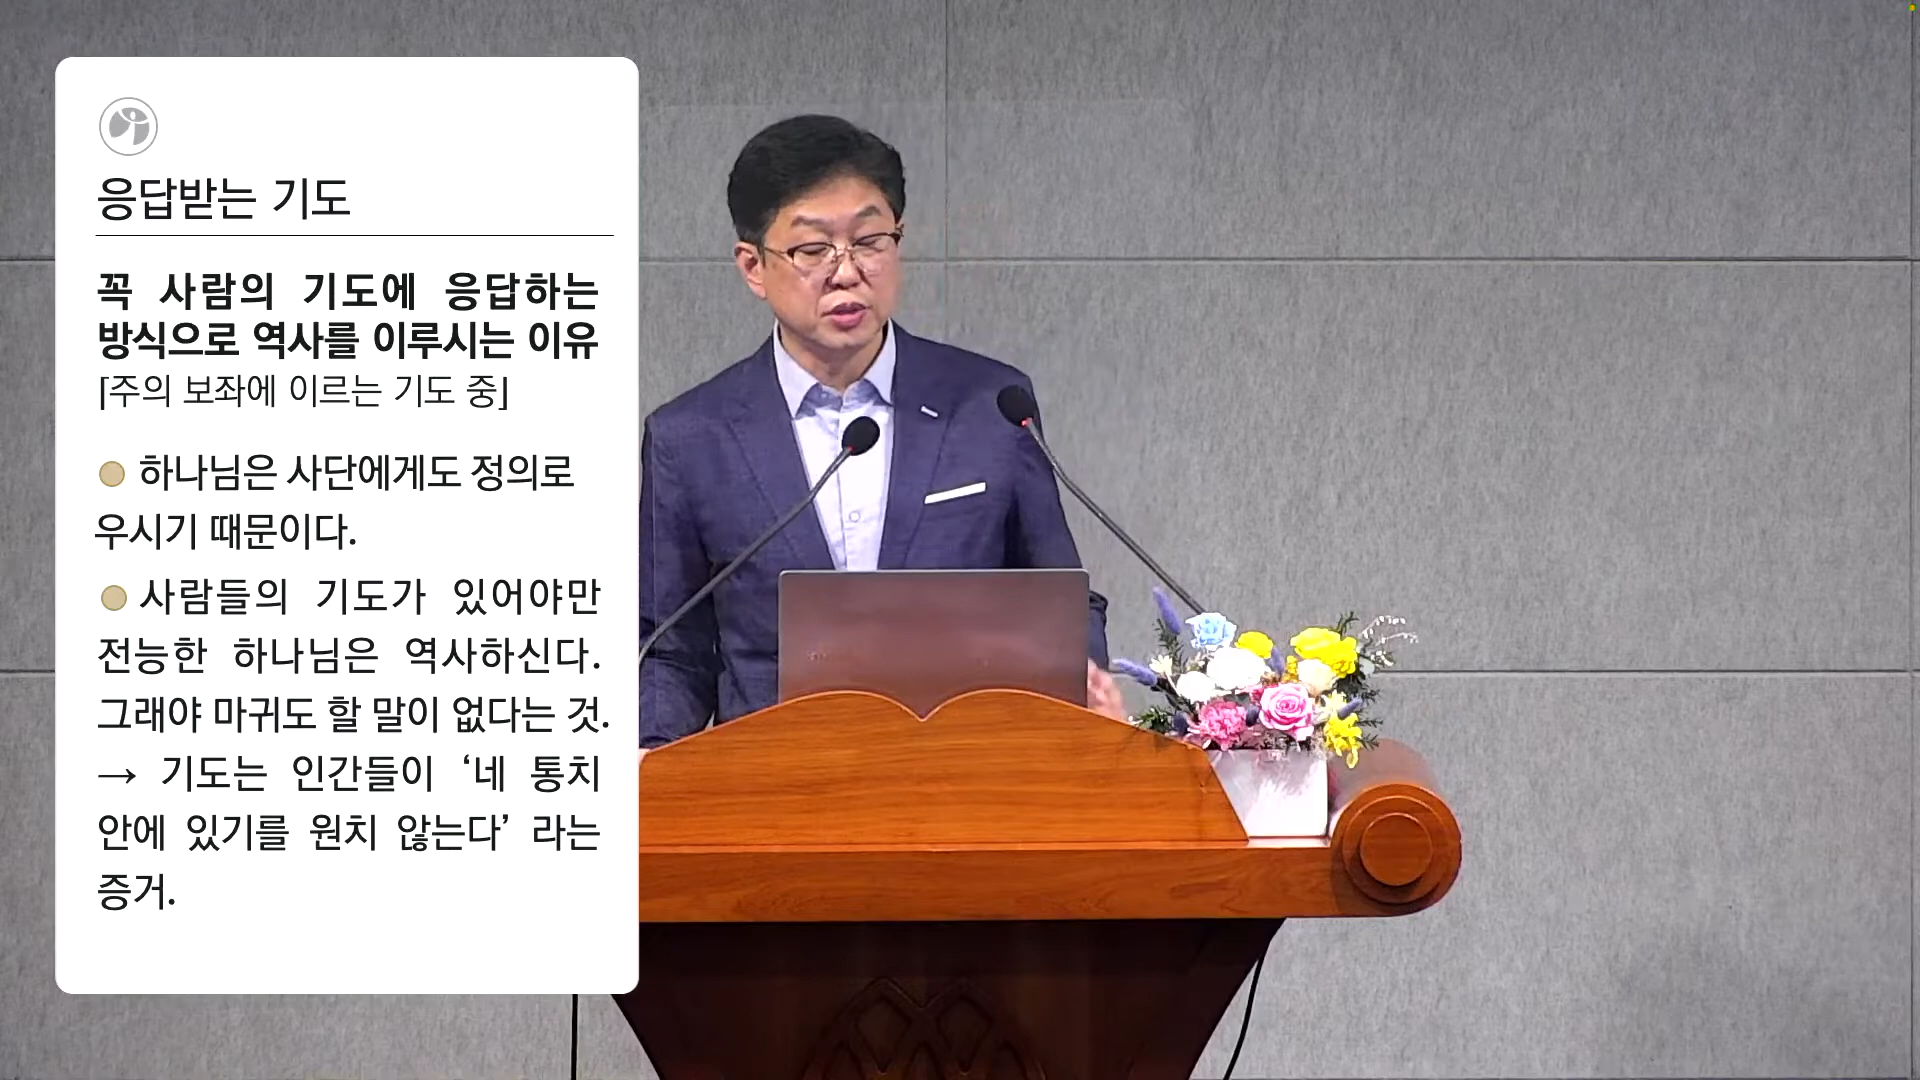 응답받는 기도
꼭 사람의 기도에 응답하는
방식으로 역사를 이루시는 이유
[주의 보좌에 이르는 기도 중]
하나님은 사단에게도 정의로
우시기 때문이다.
사람들의 기도가 있어야만
전능한 하나님은 역사하신다.
그래야 마귀도 할 말이 없다는 것.
→ 기도는 인간들이 ‘네 통치
안에 있기를 원치 않는다’ 라는
증거.